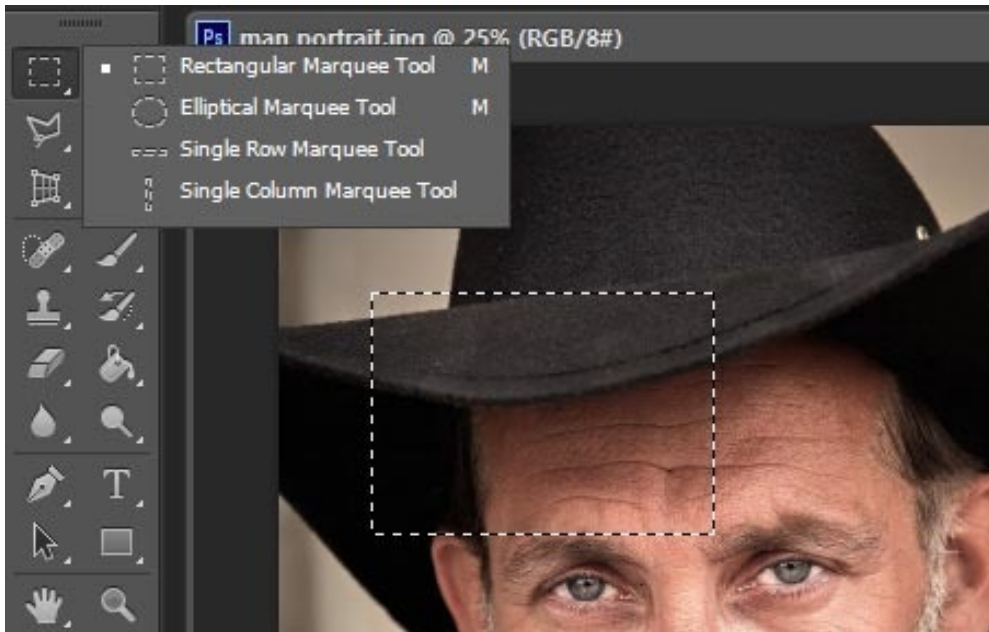 Ps man portrait.jpg @ 25% (RGB/8#)
Rectangular Marquee Tool M
Elliptical Marquee Tool M
Single Row Marquee Tool
Single Column Marquee Tool
T